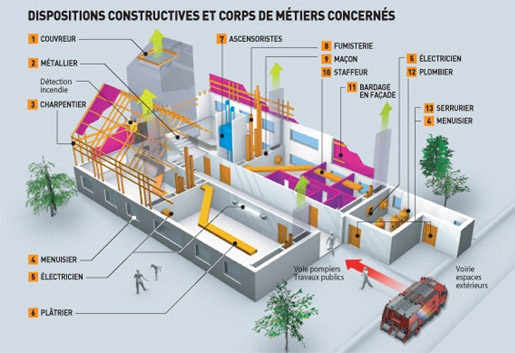 DISPOSITIONS CONSTRUCTIVES ET CORPS DE MÉTIERS CONCERNÉS
1 COUVREUR
2 MÉTALLIER
Détection
incendie
3 CHARPENTIER
7 ASCENSORISTES
8 FUMISTERIE
9 MAÇON
10 STAFFEUR
11 BARDAGE
EN FAÇADE
5 ÉLECTRICIEN
12 PLOMBIER
13 SERRURIER
4 MENUISIER
4 MENUISIER
5 ÉLECTRICIEN
6 PLÂTRIER
Voie pompiers
Travaux publics
Voirie
espaces
extérieurs